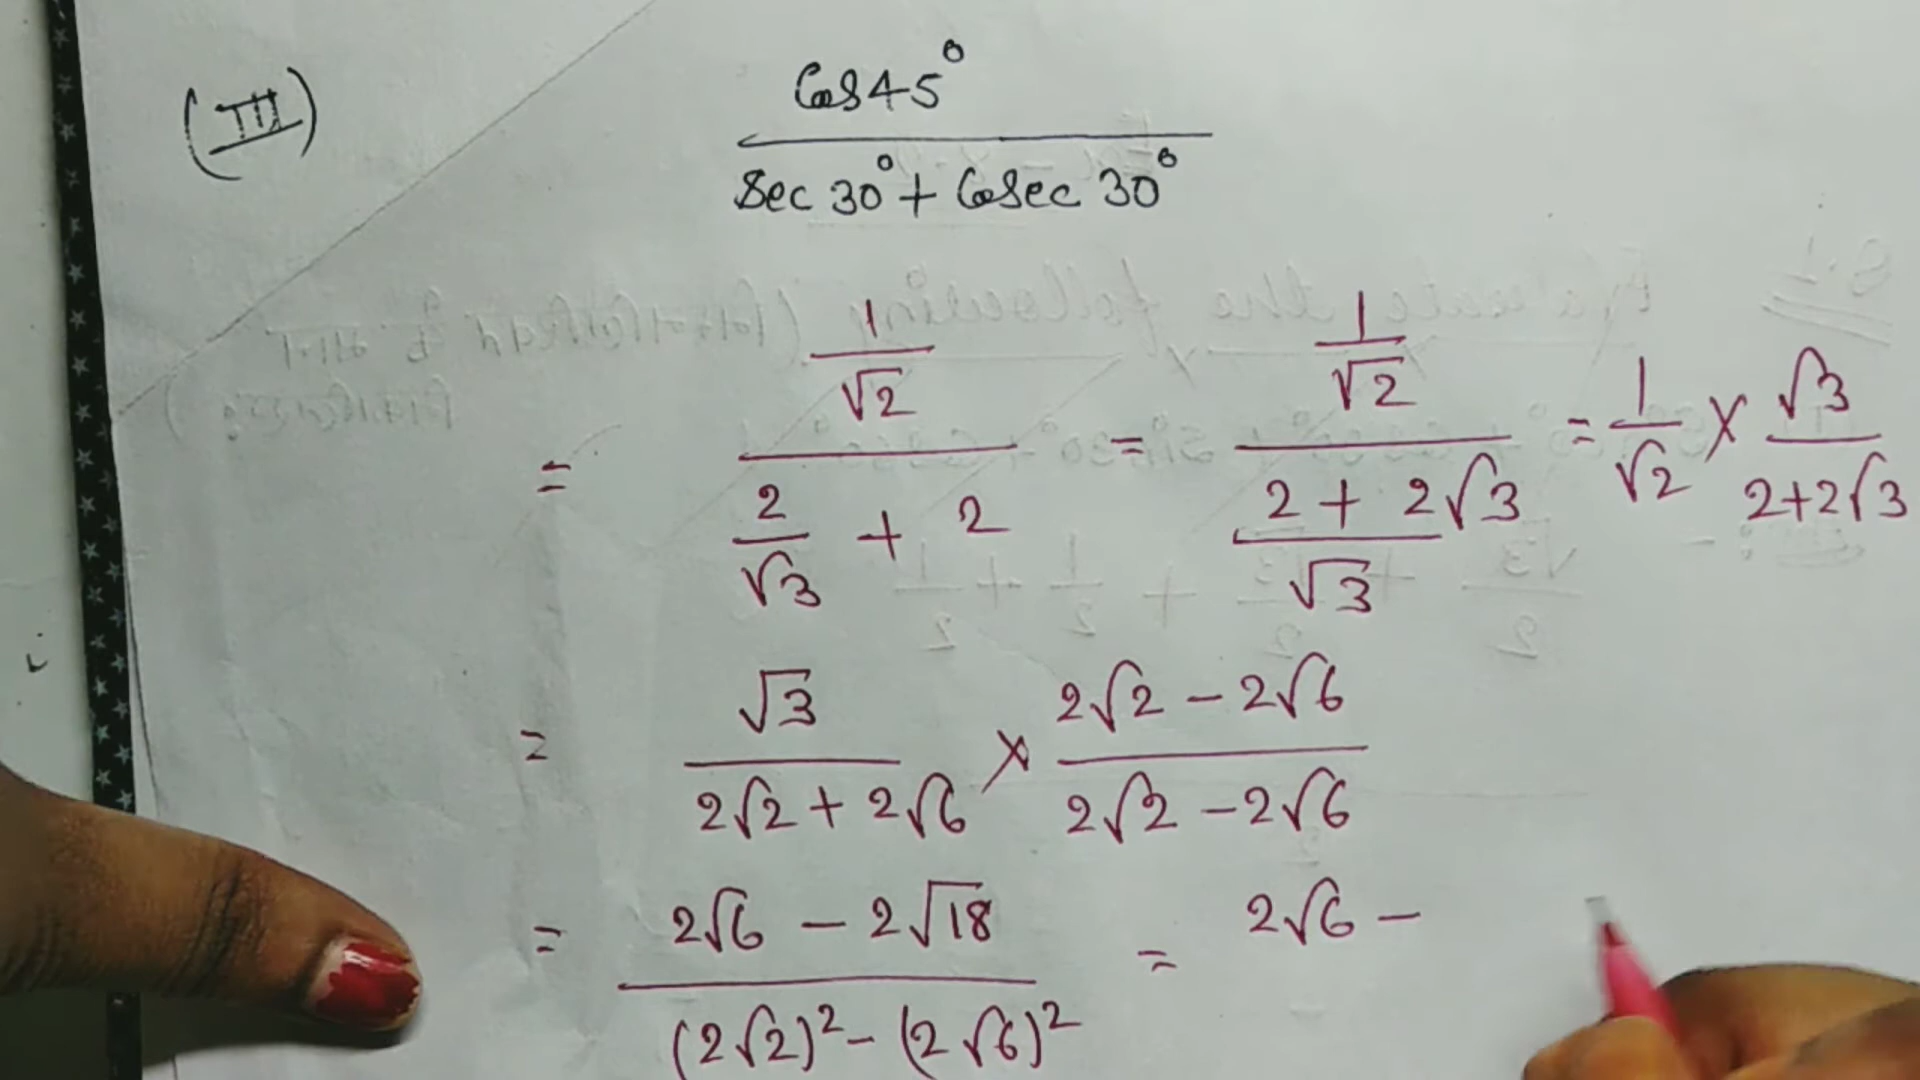 (III)
Cos45°
Sec 30° + Cosec 30°
= 1/√2 / (2/√3 + 2) = 1/√2 / ((2 + 2√3)/√3) = 1/√2 × √3/(2+2√3)
= √3/(2√2 + 2√6) × (2√2 - 2√6)/(2√2 - 2√6)
= (2√6 - 2√18)/((2√2)² - (2√6)²) = 2√6 -